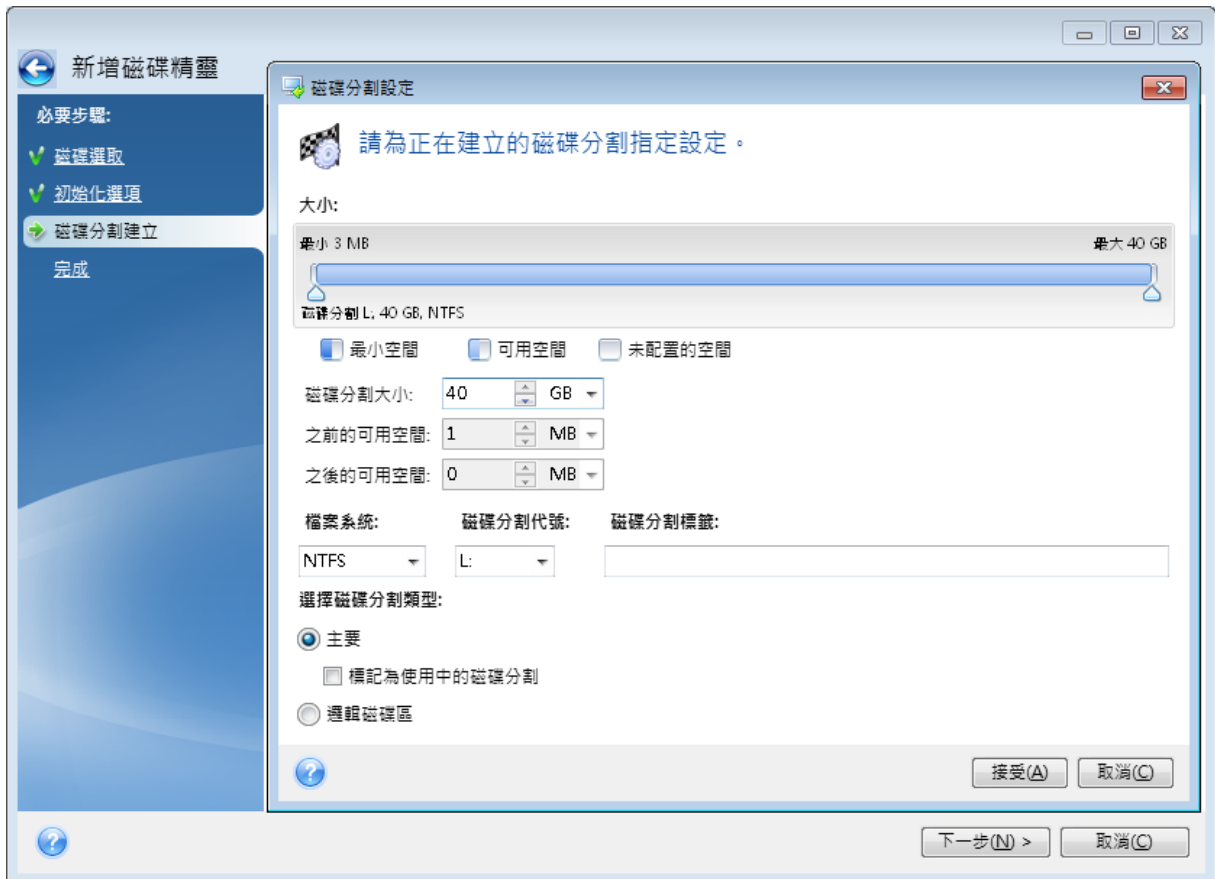 新增磁碟精靈
必要步驟:
磁碟選取
初始化選項
磁碟分割建立
完成
磁碟分割設定
請為正在建立的磁碟分割指定設定。
大小:
最小 3 MB 最大 40 GB
磁碟分割 L:; 40 GB, NTFS
最小空間 可用空間 未配置的空間
磁碟分割大小: 40 GB
之前的可用空間: 1 MB
之後的可用空間: 0 MB
檔案系統: 磁碟分割代號: 磁碟分割標籤:
NTFS L:
選擇磁碟分割類型:
主要
標記為使用中的磁碟分割
邏輯磁碟區
接受(A) 取消(C)
下一步(N) > 取消(C)